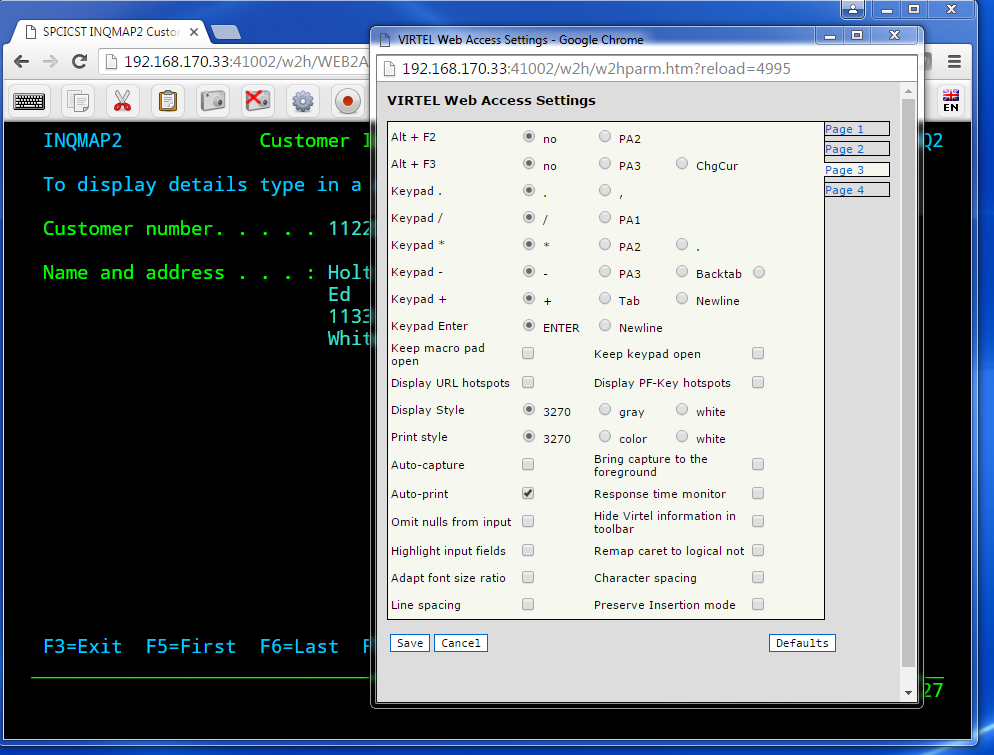 SPCICST INQMAP2 Custor
192.168.170.33:41002/w2h/WEB2A
EN
INQMAP2 Customer I Q2
To display details type in a
Customer number. . . . . 1122
Name and address . . . : Holt
Ed
1133
Whit
F3=Exit F5=First F6=Last F
27
VIRTEL Web Access Settings - Google Chrome
192.168.170.33:41002/w2h/w2hparm.htm?reload=4995
VIRTEL Web Access Settings
Page 1
Page 2
Page 3
Page 4
Alt + F2 no PA2
Alt + F3 no PA3 ChgCur
Keypad . . ,
Keypad / / PA1
Keypad * * PA2 .
Keypad - - PA3 Backtab
Keypad + + Tab Newline
Keypad Enter ENTER Newline
Keep macro pad
open Keep keypad open
Display URL hotspots Display PF-Key hotspots
Display Style 3270 gray white
Print style 3270 color white
Auto-capture Bring capture to the
foreground
Auto-print Response time monitor
Omit nulls from input Hide Virtel information in
toolbar
Highlight input fields Remap caret to logical not
Adapt font size ratio Character spacing
Line spacing Preserve Insertion mode
Save Cancel Defaults